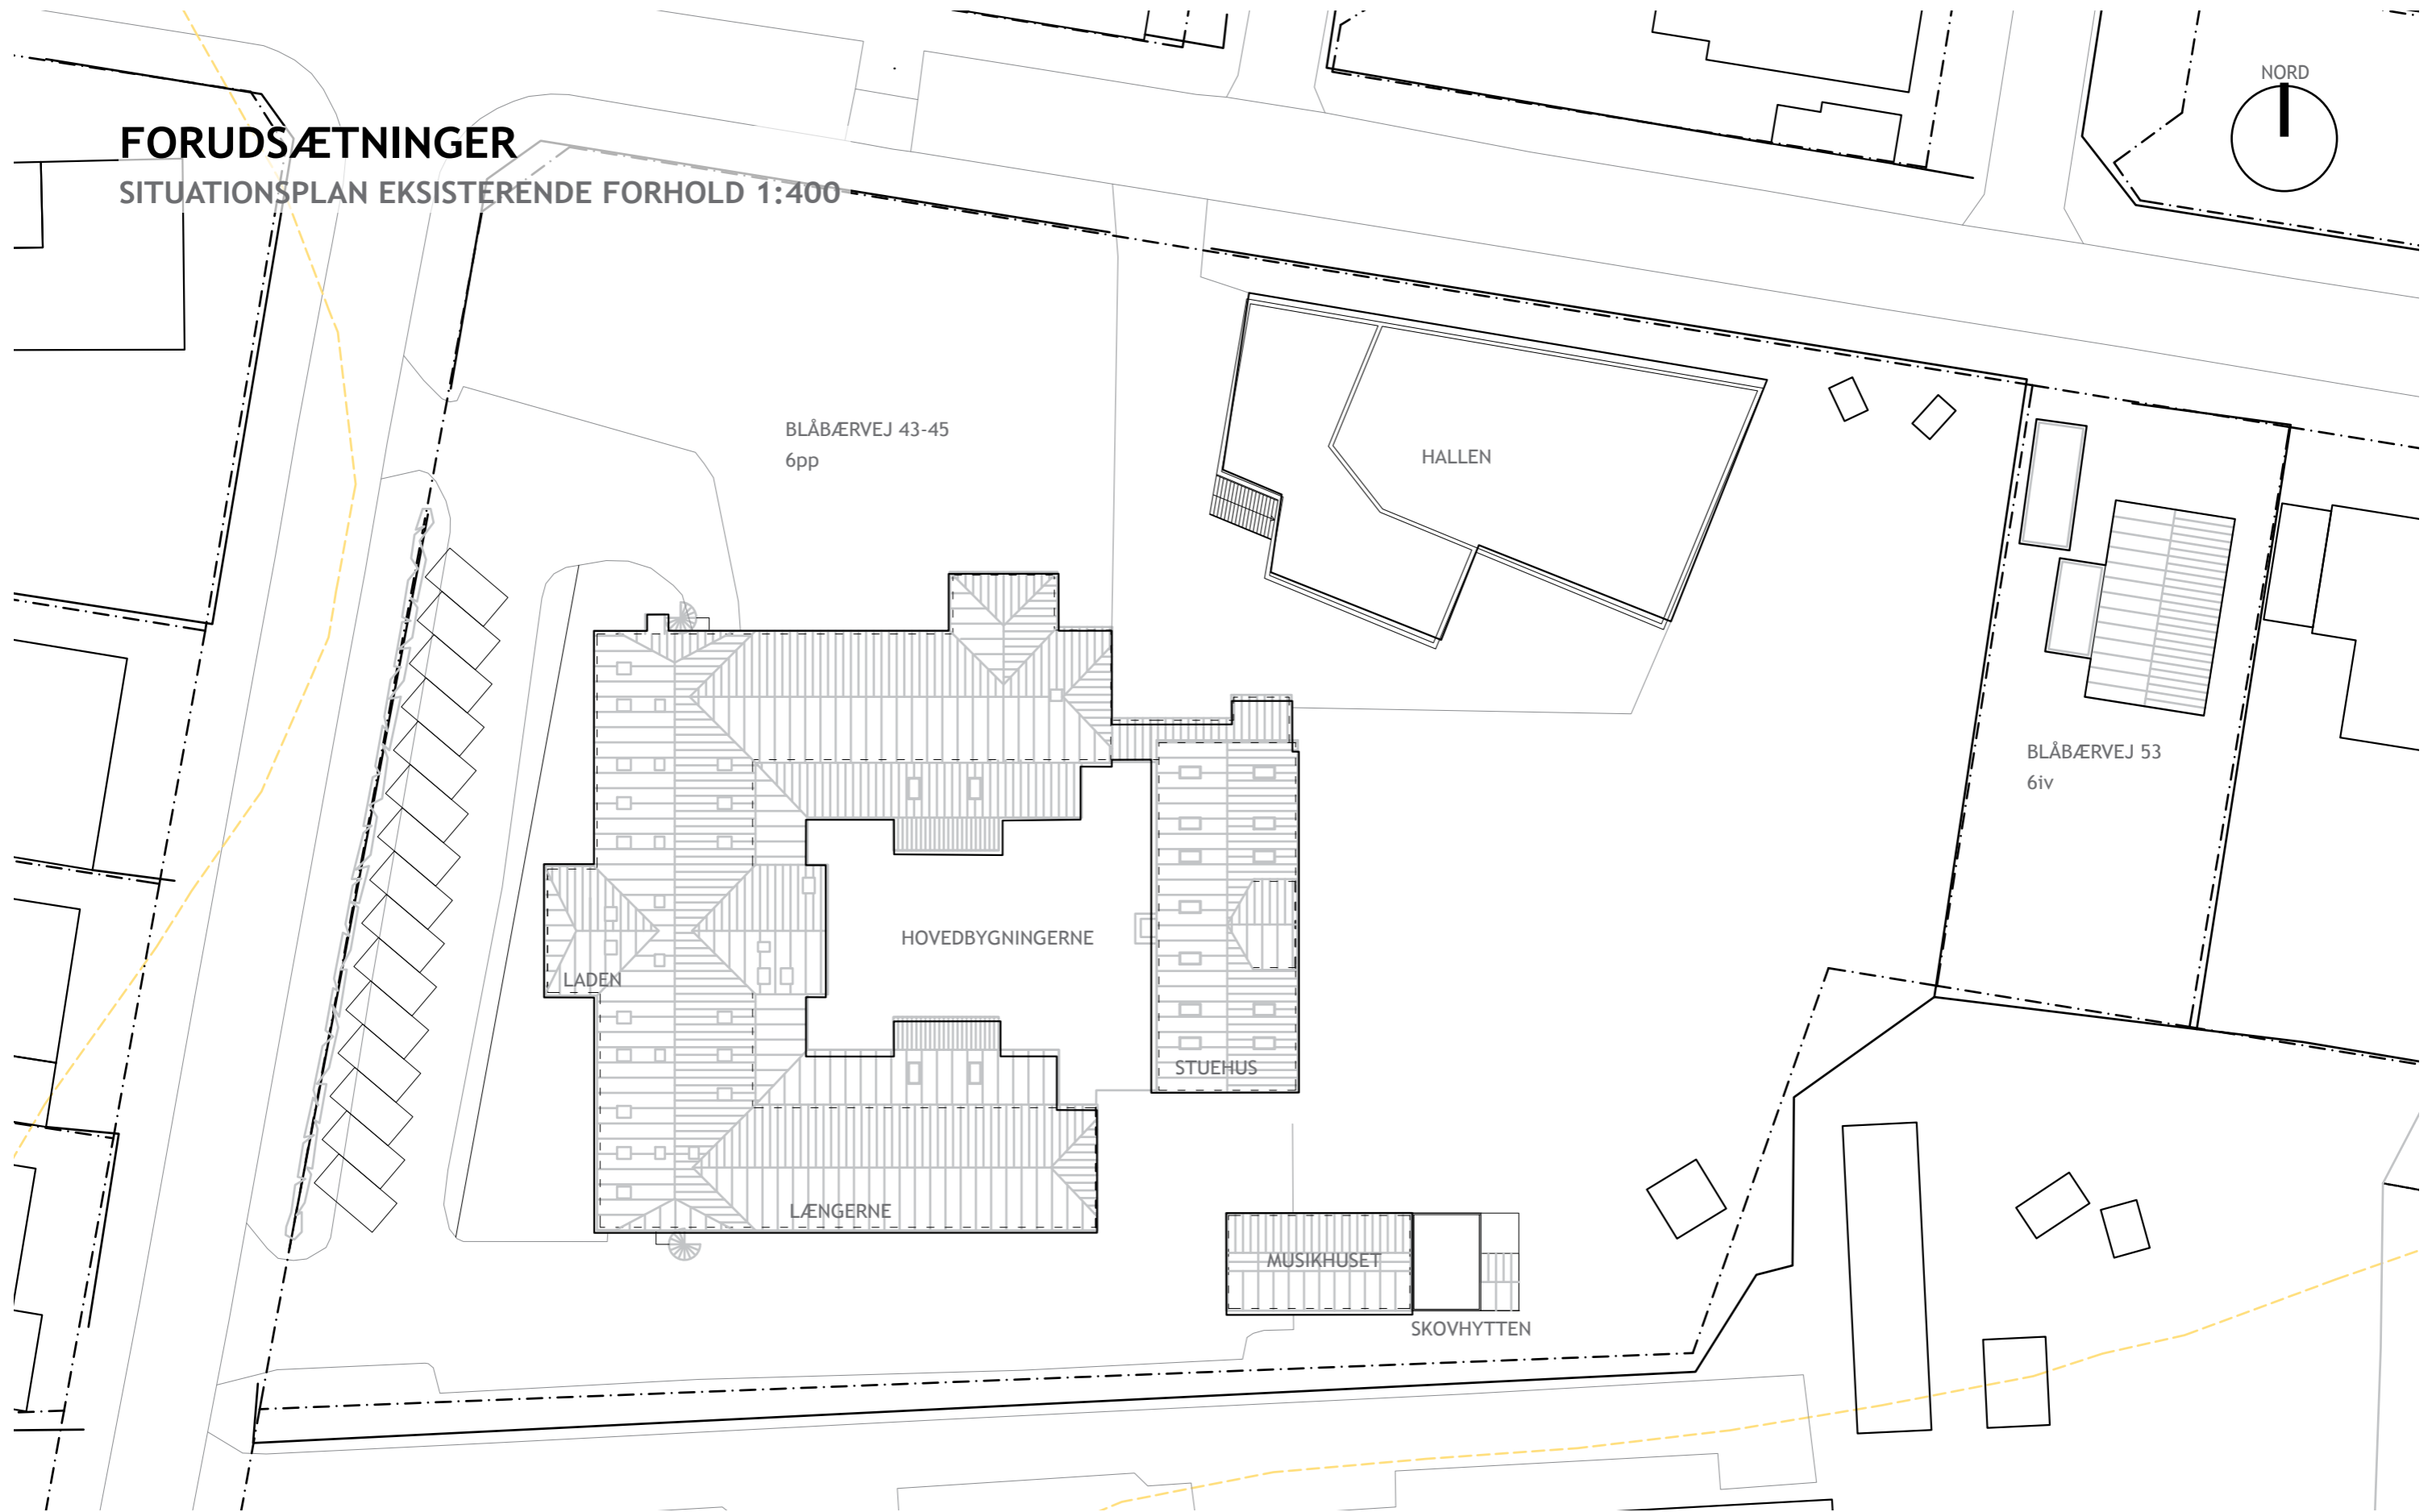 NORD
FORUDSÆTNINGER
SITUATIONSPLAN EKSISTERENDE FORHOLD 1:400
BLÅBÆRVEJ 43-45
6pp
HALLEN
BLÅBÆRVEJ 53
6iv
HOVEDBYGNINGERNE
LADEN
STUEHUS
LÆNGERNE
MUSIKHUSET
SKOVHYTTEN